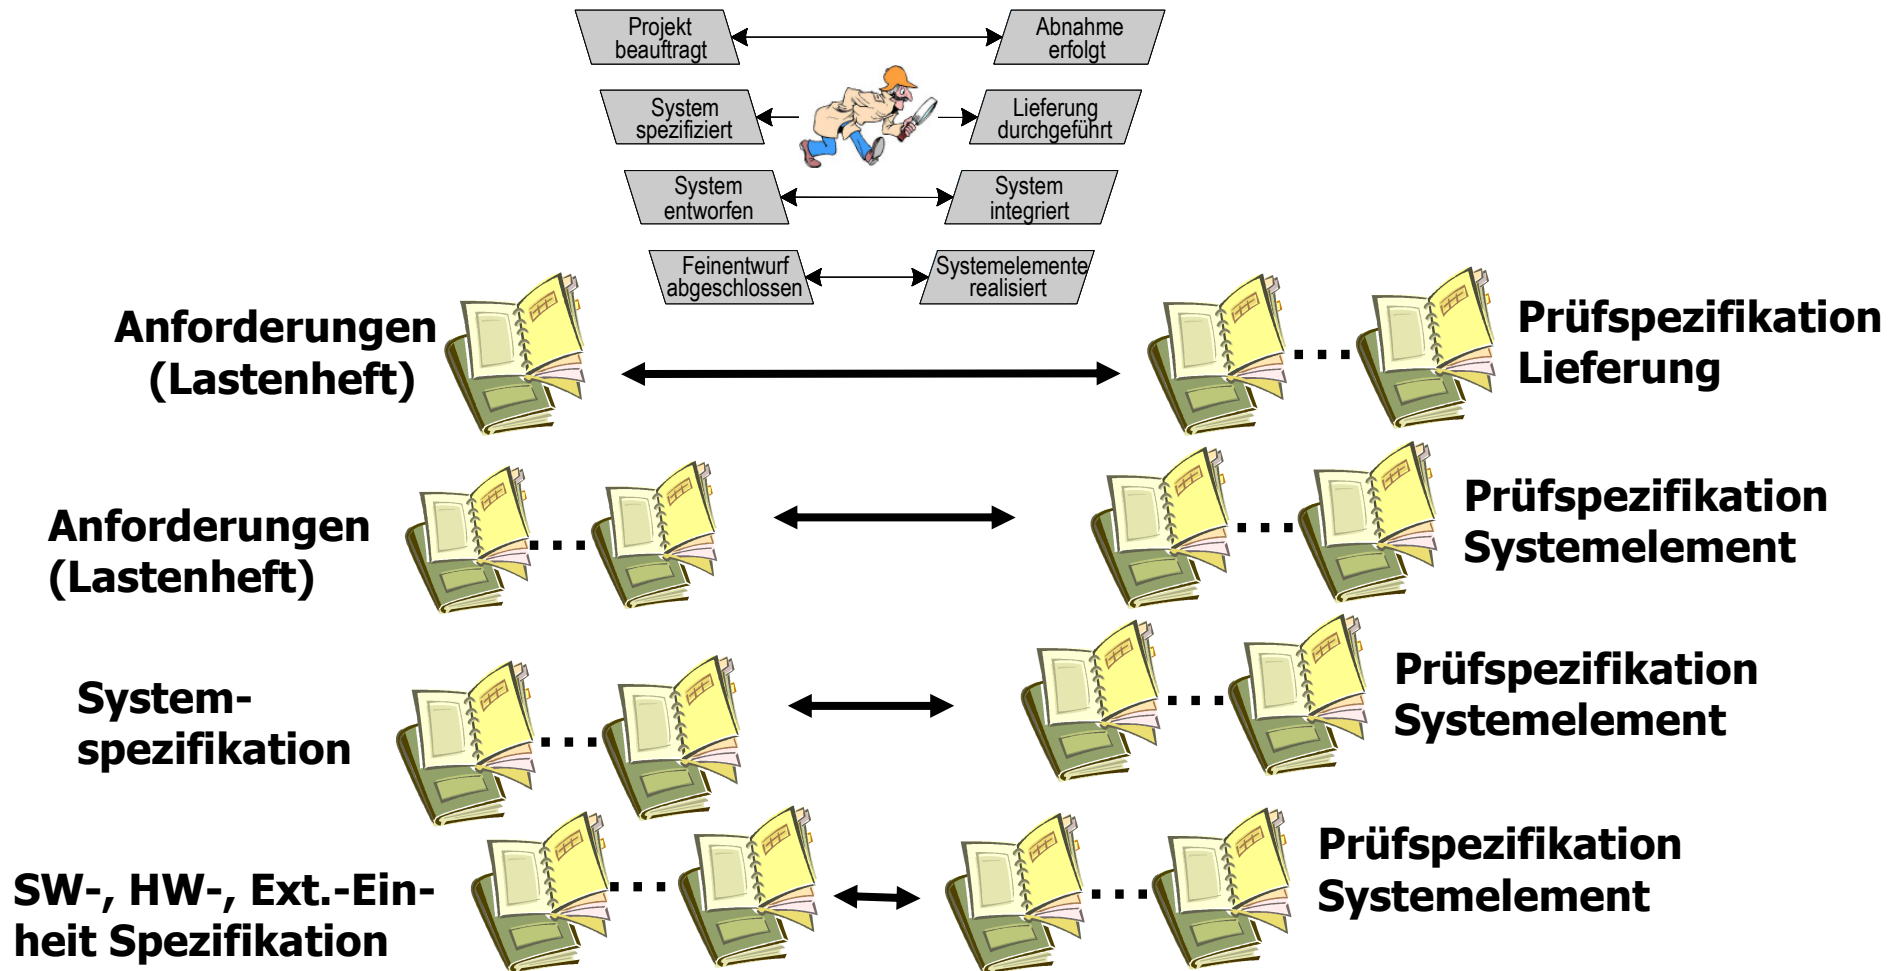 Projekt
beauftragt
Abnahme
erfolgt
System
spezifiziert
Lieferung
durchgeführt
System
entworfen
System
integriert
Feinentwurf
abgeschlossen
Systemelemente
realisiert
Anforderungen
(Lastenheft)
...
Prüfspezifikation
Lieferung
Anforderungen
(Lastenheft)
...
...
Prüfspezifikation
Systemelement
System-
spezifikation
...
...
Prüfspezifikation
Systemelement
SW-, HW-, Ext.-Ein-
heit Spezifikation
...
...
Prüfspezifikation
Systemelement